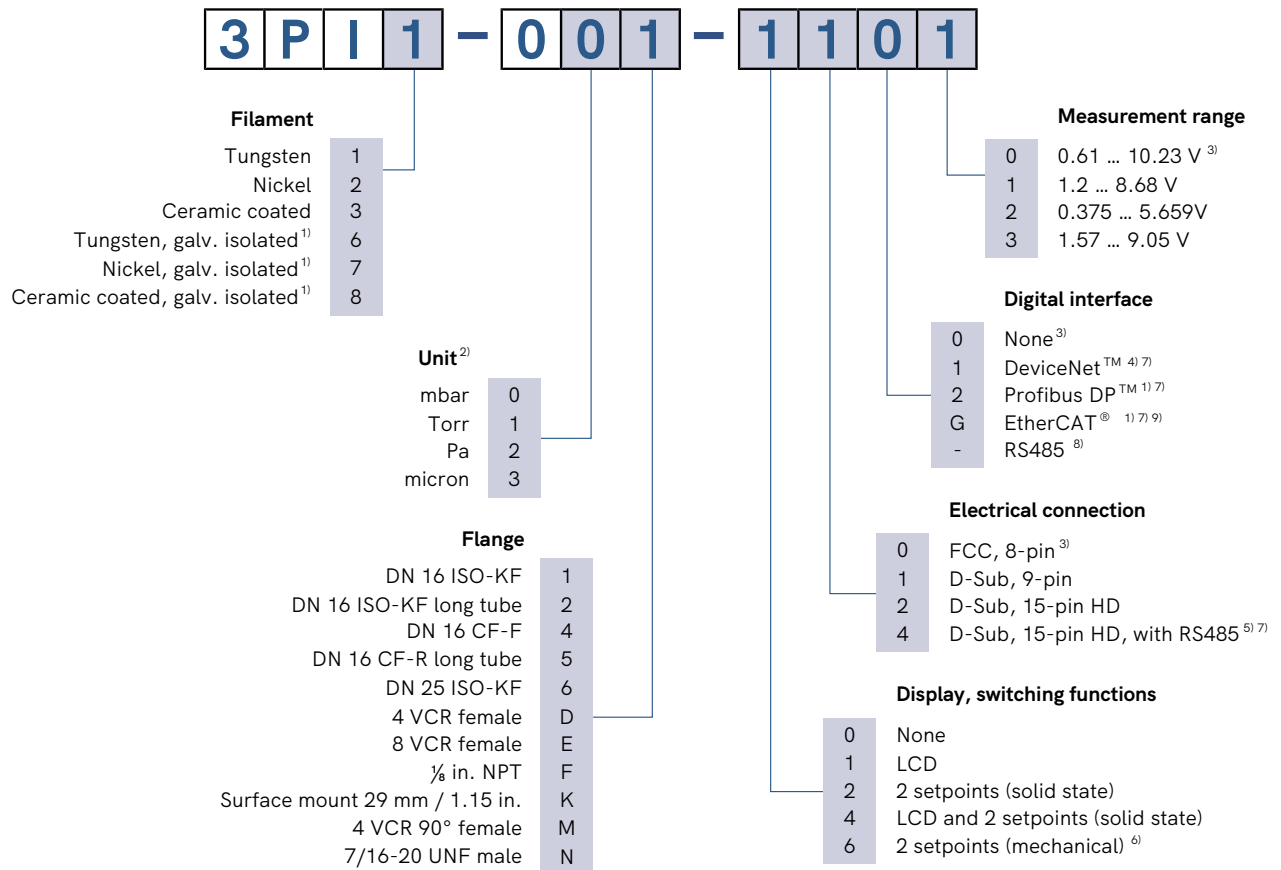 3PI1-001-1101
Filament
Tungsten 1
Nickel 2
Ceramic coated 3
Tungsten, galv. isolated 1) 6
Nickel, galv. isolated 1) 7
Ceramic coated, galv. isolated 1) 8
Unit 2)
mbar 0
Torr 1
Pa 2
micron 3
Flange
DN 16 ISO-KF 1
DN 16 ISO-KF long tube 2
DN 16 CF-F 4
DN 16 CF-R long tube 5
DN 25 ISO-KF 6
4 VCR female D
8 VCR female E
⅛ in. NPT F
Surface mount 29 mm / 1.15 in. K
4 VCR 90° female M
7/16-20 UNF male N
Measurement range
0 0.61 ... 10.23 V 3)
1 1.2 ... 8.68 V
2 0.375 ... 5.659V
3 1.57 ... 9.05 V
Digital interface
0 None 3)
1 DeviceNet™ 4) 7)
2 Profibus DP™ 1) 7)
G EtherCAT® 1) 7) 9)
- RS485 8)
Electrical connection
0 FCC, 8-pin 3)
1 D-Sub, 9-pin
2 D-Sub, 15-pin HD
4 D-Sub, 15-pin HD, with RS485 5) 7)
Display, switching functions
0 None
1 LCD
2 2 setpoints (solid state)
4 LCD and 2 setpoints (solid state)
6 2 setpoints (mechanical) 6)